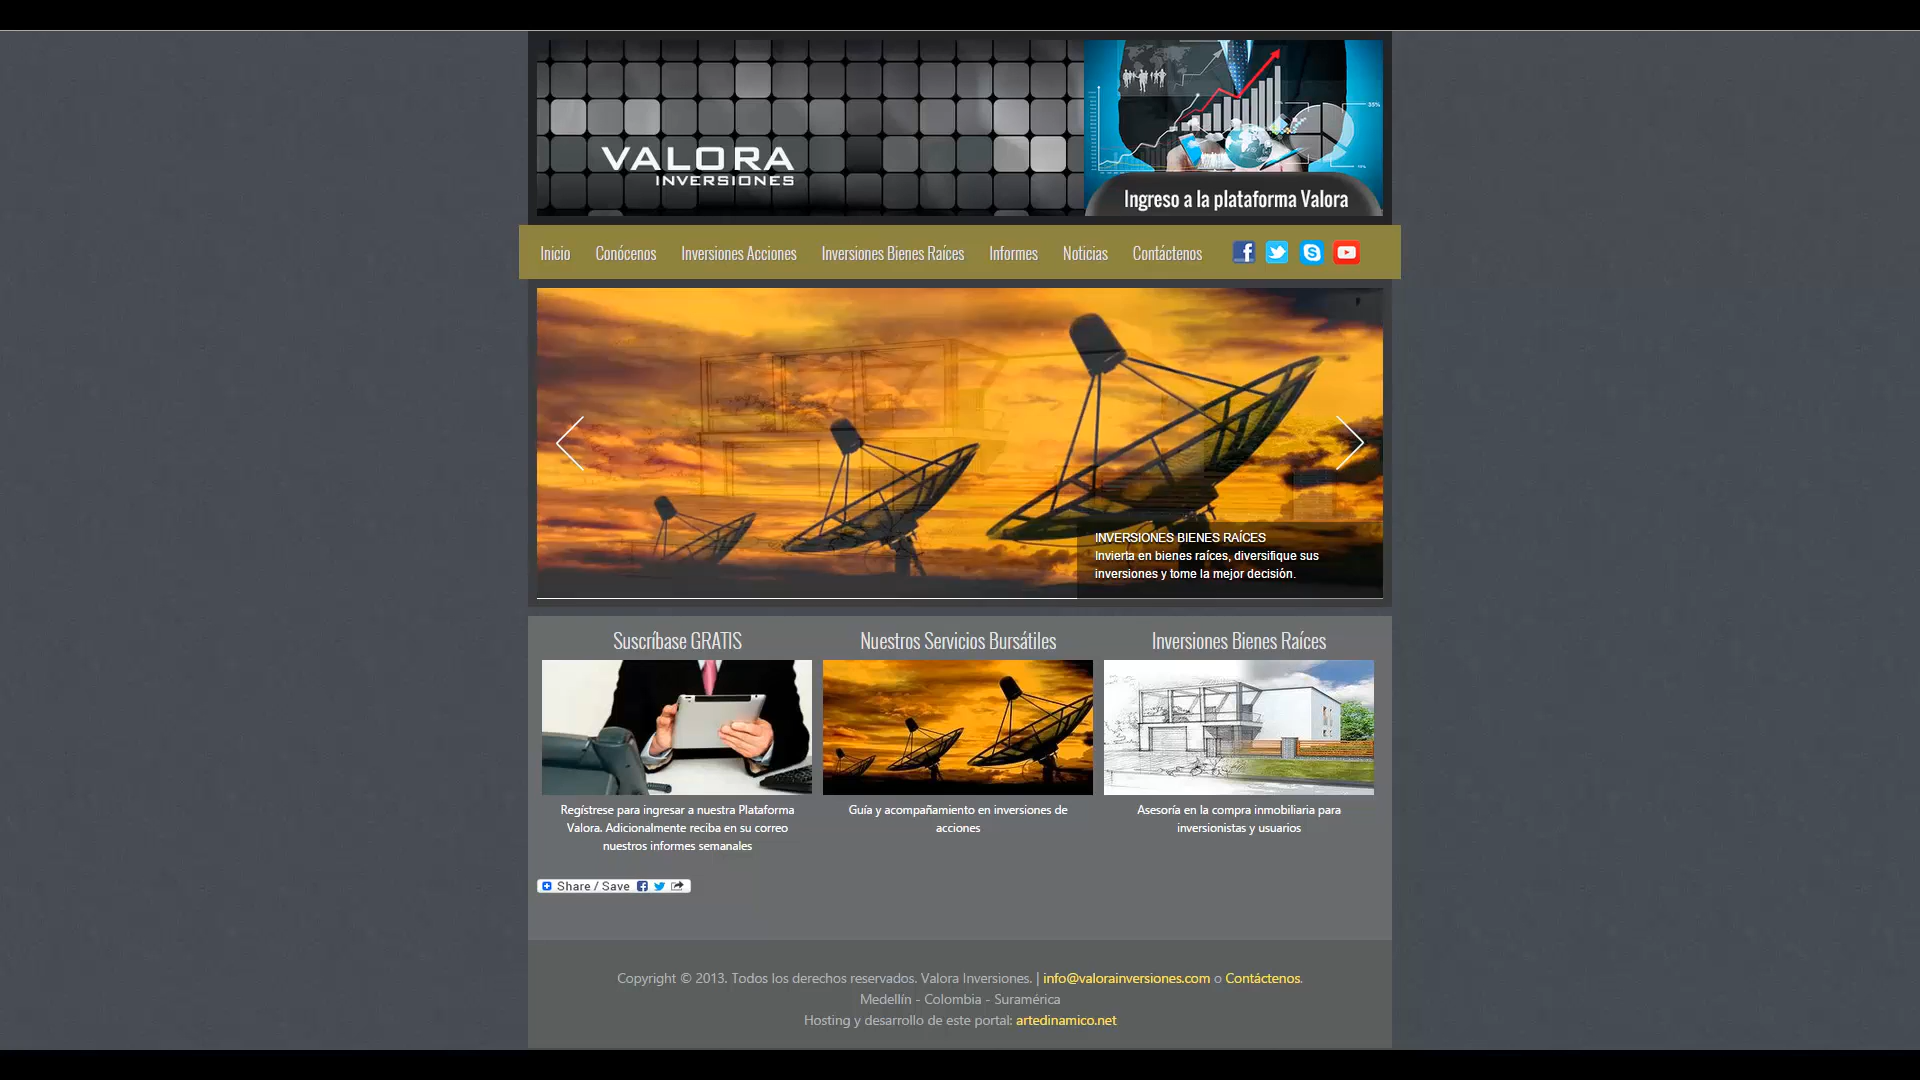 VALORA
INVERSIONES
Ingreso a la plataforma Valora
Inicio
Conócenos
Inversiones Acciones
Inversiones Bienes Raíces
Informes
Noticias
Contáctenos
INVERSIONES BIENES RAÍCES
Invierta en bienes raíces, diversifique sus
inversiones y tome la mejor decisión.
Suscríbase GRATIS
Regístrese para ingresar a nuestra Plataforma
Valora. Adicionalmente reciba en su correo
nuestros informes semanales
Nuestros Servicios Bursátiles
Guía y acompañamiento en inversiones de
acciones
Inversiones Bienes Raíces
Asesoría en la compra inmobiliaria para
inversionistas y usuarios
Share / Save
Copyright © 2013. Todos los derechos reservados. Valora Inversiones. | info@valorainversiones.com o Contáctenos.
Medellín - Colombia - Suramérica
Hosting y desarrollo de este portal: artedinamico.net